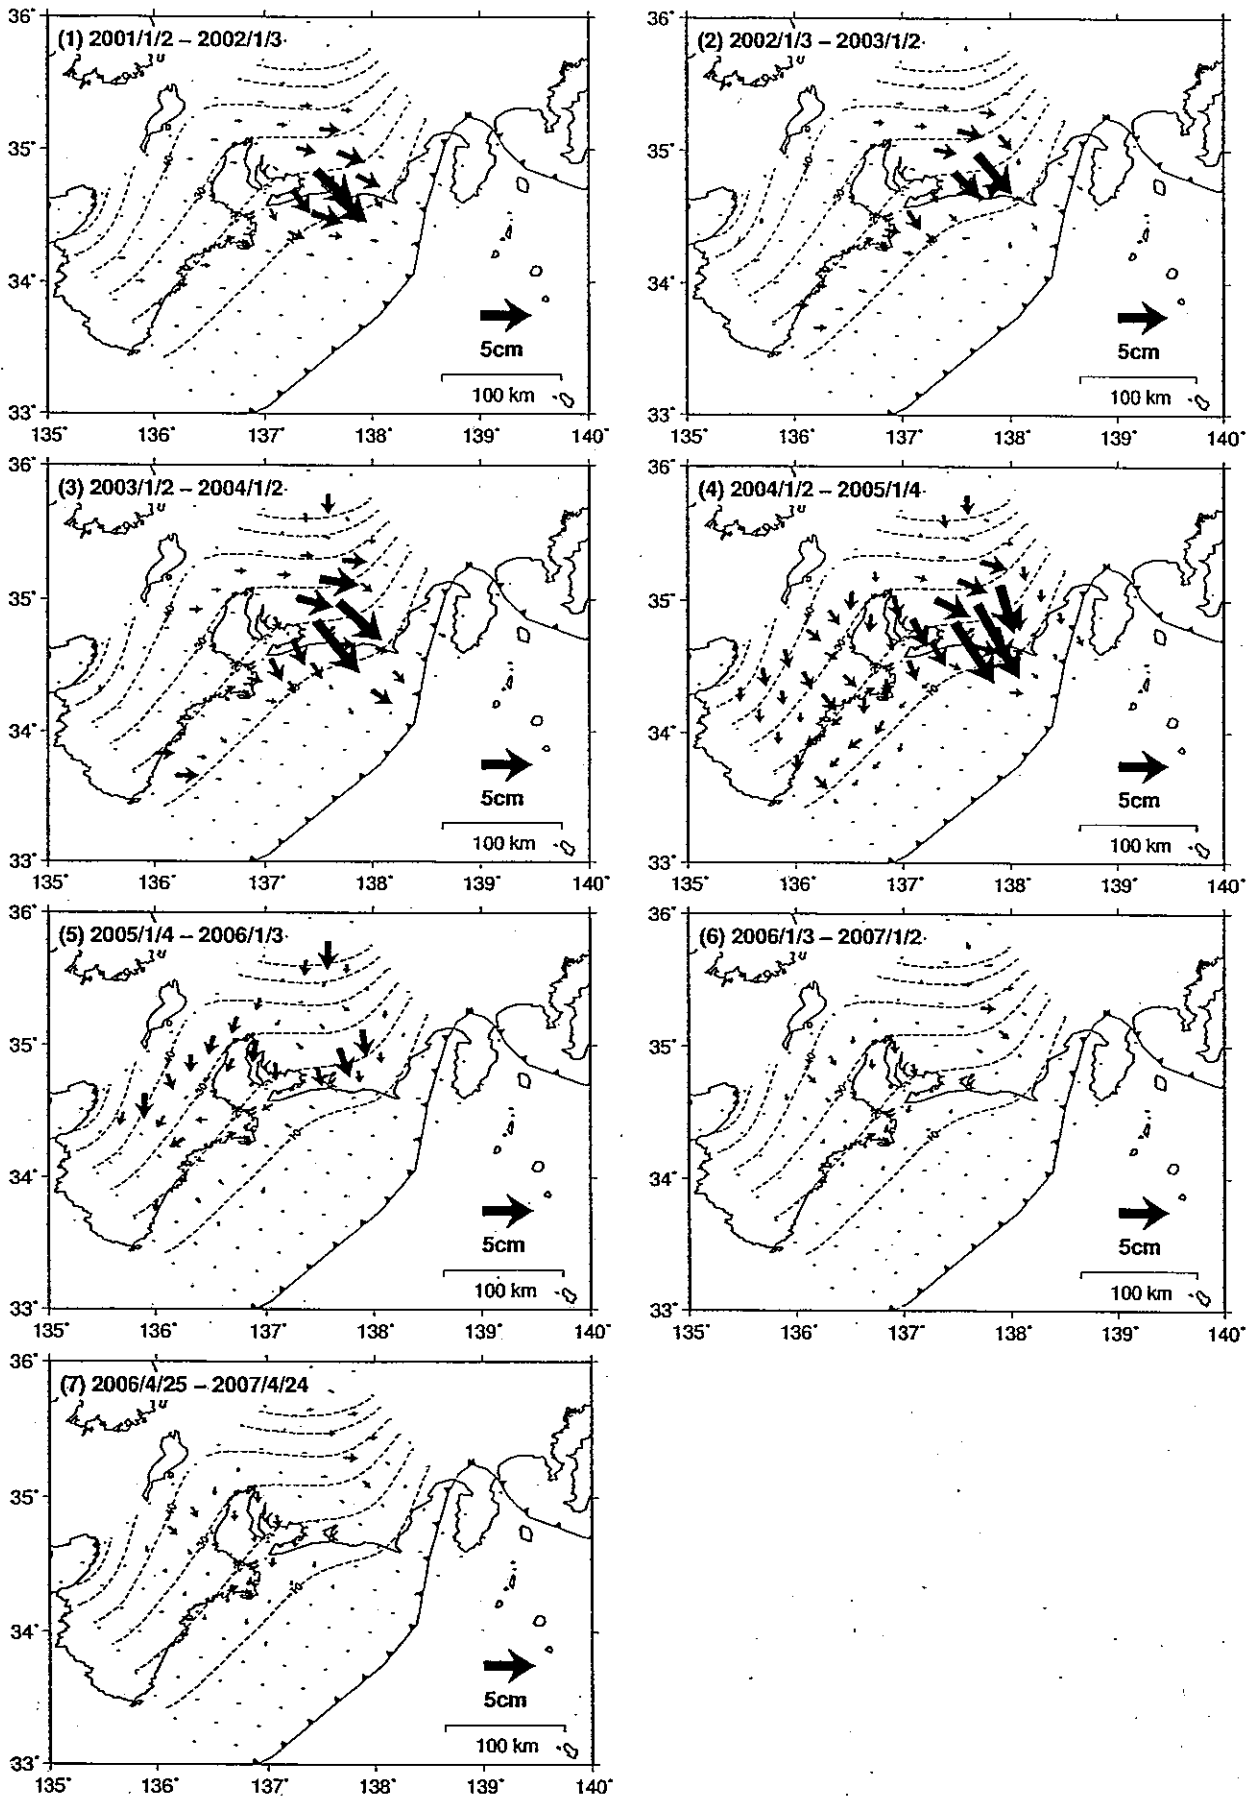 36°
(1) 2001/1/2 – 2002/1/3
35°
34°
5cm
100 km
33°
135° 136° 137° 138° 139° 140°
36°
(2) 2002/1/3 – 2003/1/2
35°
34°
5cm
100 km
33°
135° 136° 137° 138° 139° 140°
36°
(3) 2003/1/2 – 2004/1/2
35°
34°
5cm
100 km
33°
135° 136° 137° 138° 139° 140°
36°
(4) 2004/1/2 – 2005/1/4
35°
34°
5cm
100 km
33°
135° 136° 137° 138° 139° 140°
36°
(5) 2005/1/4 – 2006/1/3
35°
34°
5cm
100 km
33°
135° 136° 137° 138° 139° 140°
36°
(6) 2006/1/3 – 2007/1/2
35°
34°
5cm
100 km
33°
135° 136° 137° 138° 139° 140°
36°
(7) 2006/4/25 – 2007/4/24
35°
34°
5cm
100 km
33°
135° 136° 137° 138° 139° 140°